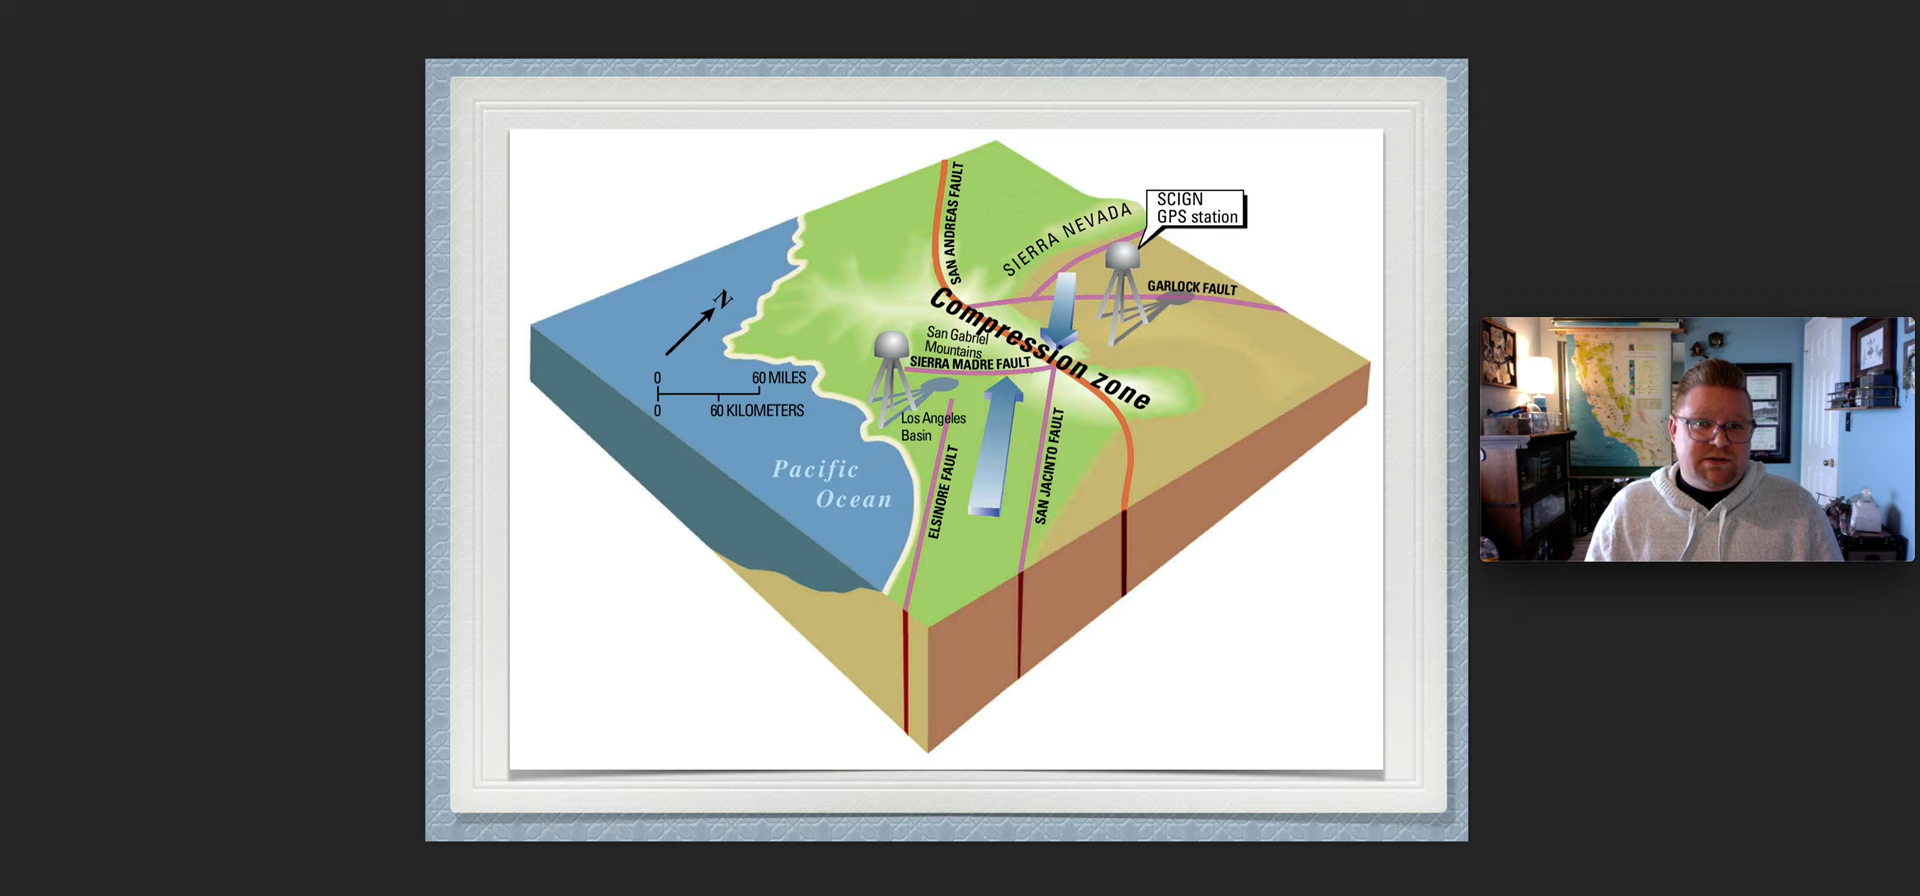 SAN ANDREAS FAULT
SIERRA NEVADA
SCIGN
GPS station
GARLOCK FAULT
N
Compression zone
San Gabriel
Mountains
SIERRA MADRE FAULT
0 60 MILES
0 60 KILOMETERS
Los Angeles
Basin
Pacific
Ocean
ELSINORE FAULT
SAN JACINTO FAULT